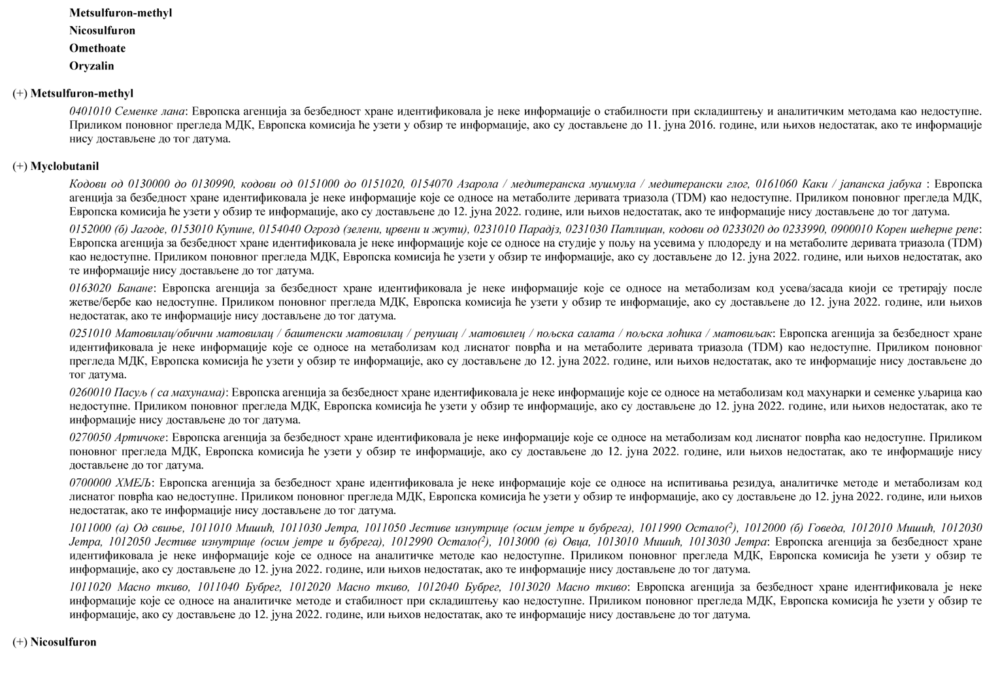 Metsulfuron-methyl
Nicosulfuron
Omethoate
Oryzalin
(+) Metsulfuron-methyl
0401010 Семенке лана: Европска агенција за безбедност хране идентификовала је неке информације о стабилности при складиштењу и аналитичким методама као недоступне.
Приликом поновног прегледа МДК, Европска комисија ће узети у обзир те информације, ако су достављене до 11. јуна 2016. године, или њихов недостатак, ако те информације
нису достављене до тог датума.
(+) Myclobutanil
Кодови од 0130000 до 0130990, кодови од 0151000 до 0151020, 0154070 Азарола / медитеранска мушмула / медитерански глог, 0161060 Каки / јапанска јабука : Европска
агенција за безбедност хране идентификовала је неке информације које се односе на метаболите деривата триазола (TDM) као недоступне. Приликом поновног прегледа МДК,
Европска комисија ће узети у обзир те информације, ако су достављене до 12. јуна 2022. године, или њихов недостатак, ако те информације нису достављене до тог датума.
0152000 (б) Јагоде, 0153010 Купине, 0154040 Огрозд (зелени, црвени и жути), 0231010 Парадјз, 0231030 Патлиџан, кодови од 0233020 до 0233990, 0900010 Корен шећерне репе:
Европска агенција за безбедност хране идентификовала је неке информације које се односе на студије у пољу на усевима у плодореду и на метаболите деривата триазола (TDM)
као недоступне. Приликом поновног прегледа МДК, Европска комисија ће узети у обзир те информације, ако су достављене до 12. јуна 2022. године, или њихов недостатак, ако
те информације нису достављене до тог датума.
0163020 Банане: Европска агенција за безбедност хране идентификовала је неке информације које се односе на метаболизам код усева/засада киоји се третирају после
жетве/бербе као недоступне. Приликом поновног прегледа МДК, Европска комисија ће узети у обзир те информације, ако су достављене до 12. јуна 2022. године, или њихов
недостатак, ако те информације нису достављене до тог датума.
0251010 Матовилац/обични матовилац / баштенски матовилац / репушац / матовилец / пољска салата / пољска лоћика / матовиљак: Европска агенција за безбедност хране
идентификовала је неке информације које се односе на метаболизам код лиснатог поврћа и на метаболите деривата триазола (TDM) као недоступне. Приликом поновног
прегледа МДК, Европска комисија ће узети у обзир те информације, ако су достављене до 12. јуна 2022. године, или њихов недостатак, ако те информације нису достављене до
тог датума.
0260010 Пасуљ ( са махунама): Европска агенција за безбедност хране идентификовала је неке информације које се односе на метаболизам код махунарки и семенке уљарица као
недоступне. Приликом поновног прегледа МДК, Европска комисија ће узети у обзир те информације, ако су достављене до 12. јуна 2022. године, или њихов недостатак, ако те
информације нису достављене до тог датума.
0270050 Артичоке: Европска агенција за безбедност хране идентификовала је неке информације које се односе на метаболизам код лиснатог поврћа као недоступне. Приликом
поновног прегледа МДК, Европска комисија ће узети у обзир те информације, ако су достављене до 12. јуна 2022. године, или њихов недостатак, ако те информације нису
достављене до тог датума.
0700000 ХМЕЉ: Европска агенција за безбедност хране идентификовала је неке информације које се односе на испитивања резидуа, аналитичке методе и метаболизам код
лиснатог поврћа као недоступне. Приликом поновног прегледа МДК, Европска комисија ће узети у обзир те информације, ако су достављене до 12. јуна 2022. године, или њихов
недостатак, ако те информације нису достављене до тог датума.
1011000 (а) Од свиње, 1011010 Мишић, 1011030 Јетра, 1011050 Јестиве изнутрице (осим јетре и бубрега), 1011990 Остало(²), 1012000 (б) Говеда, 1012010 Мишић, 1012030
Јетра, 1012050 Јестиве изнутрице (осим јетре и бубрега), 1012990 Остало(²), 1013000 (в) Овца, 1013010 Мишић, 1013030 Јетра: Европска агенција за безбедност хране
идентификовала је неке информације које се односе на аналитичке методе као недоступне. Приликом поновног прегледа МДК, Европска комисија ће узети у обзир те
информације, ако су достављене до 12. јуна 2022. године, или њихов недостатак, ако те информације нису достављене до тог датума.
1011020 Масно ткиво, 1011040 Бубрег, 1012020 Масно ткиво, 1012040 Бубрег, 1013020 Масно ткиво: Европска агенција за безбедност хране идентификовала је неке
информације које се односе на аналитичке методе и стабилност при складиштењу као недоступне. Приликом поновног прегледа МДК, Европска комисија ће узети у обзир те
информације, ако су достављене до 12. јуна 2022. године, или њихов недостатак, ако те информације нису достављене до тог датума.
(+) Nicosulfuron